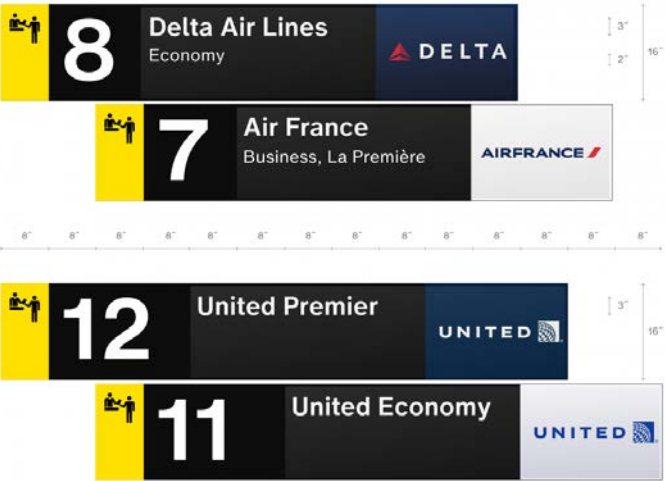 8
Delta Air Lines
Economy
DELTA
3"
2"
16"
7
Air France
Business, La Première
AIRFRANCE
8" 8" 8" 8" 8" 8" 8" 8" 8" 8" 8" 8" 8" 8"
12
United Premier
UNITED
3"
16"
11
United Economy
UNITED